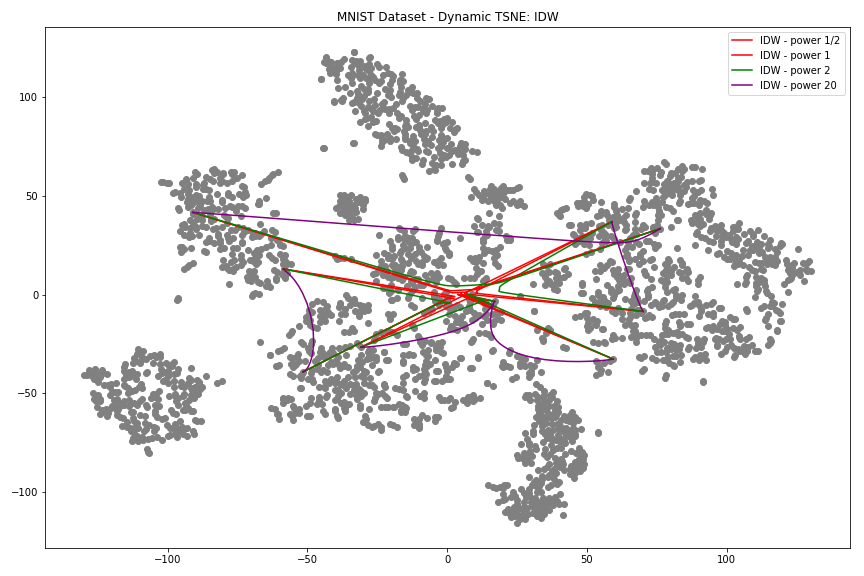 MNIST Dataset - Dynamic TSNE: IDW
IDW - power 1/2
IDW - power 1
IDW - power 2
IDW - power 20
100
50
0
−50
−100
−100
−50
0
50
100